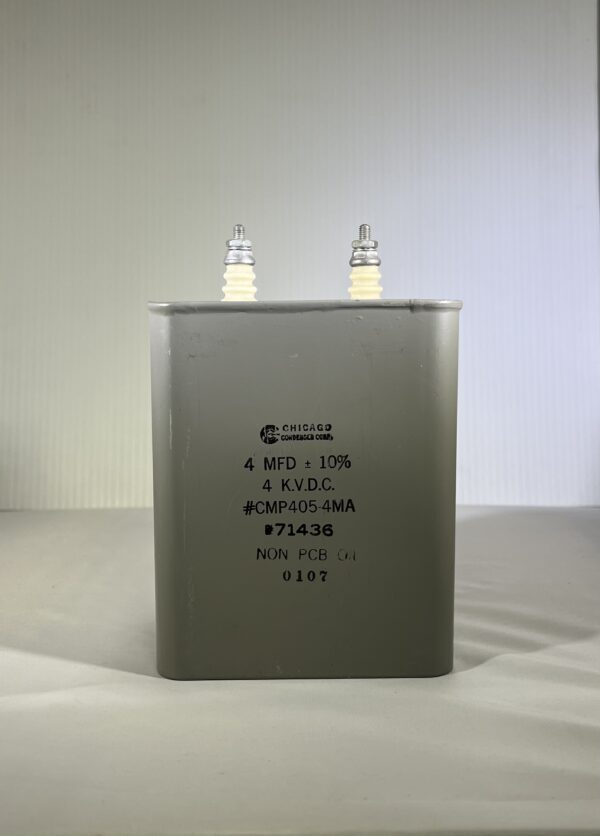 CHICAGO
CONDENSER CORP.
4 MFD ± 10%
4 K.V.D.C.
#CMP405-4MA
#71436
NON PCB OIL
0107